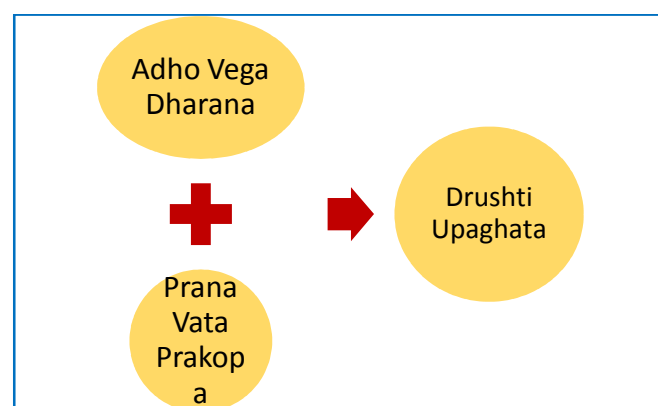 Adho Vega
Dharana
Drushti
Upaghata
Prana
Vata
Prakop
a